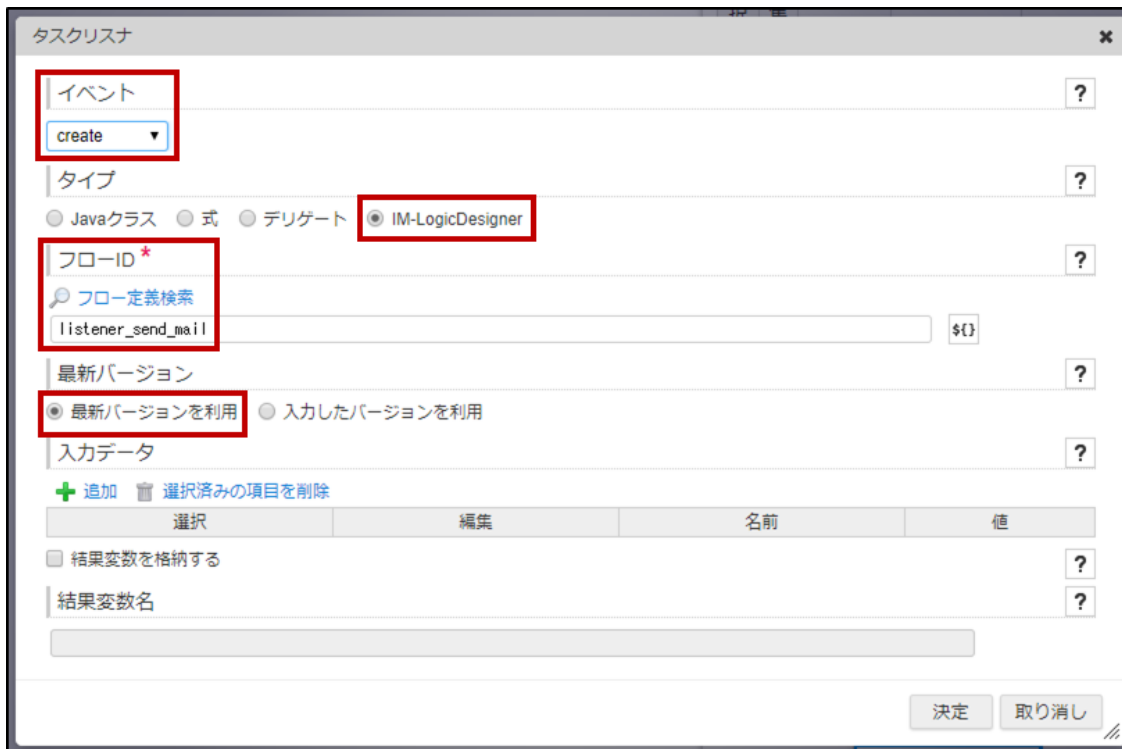 タスクリスナ ✖
イベント ?
create ▼
タイプ ?
Javaクラス 式 デリゲート IM-LogicDesigner
フローID * ?
フロー定義検索
listener_send_mail ${}
最新バージョン ?
最新バージョンを利用 入力したバージョンを利用
入力データ ?
追加 選択済みの項目を削除
選択 編集 名前 値
結果変数を格納する ?
結果変数名 ?
決定 取り消し